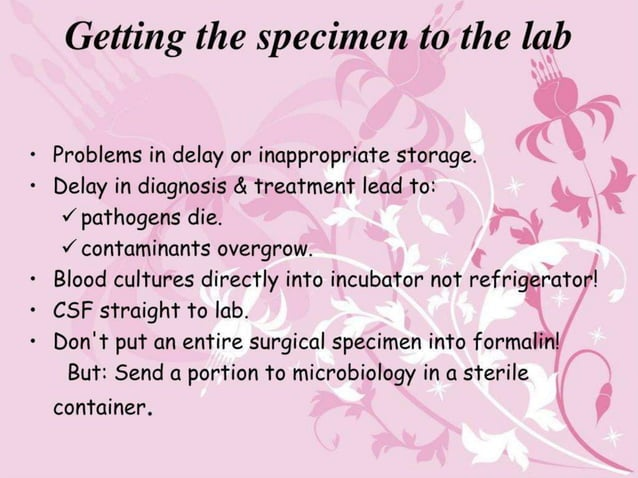 Getting the specimen to the lab
• Problems in delay or inappropriate storage.
• Delay in diagnosis & treatment lead to:
✓ pathogens die.
✓ contaminants overgrow.
• Blood cultures directly into incubator not refrigerator!
• CSF straight to lab.
• Don't put an entire surgical specimen into formalin!
But: Send a portion to microbiology in a sterile
container.